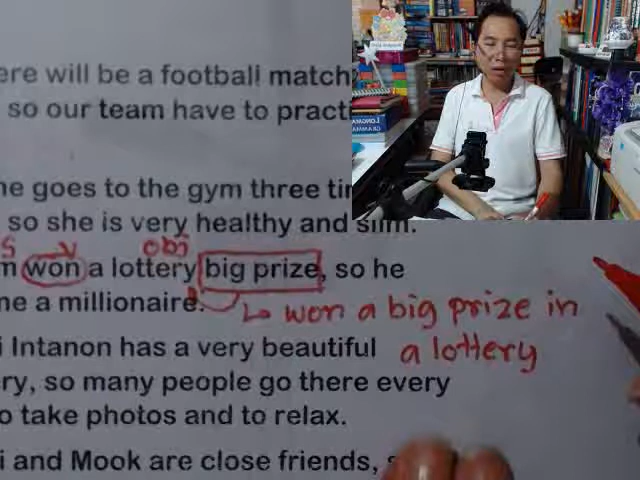 ere will be a football match
so our team have to practi
he goes to the gym three ti
so she is very healthy and slim.
S V Obj
m won a lottery big prize, so he
me a millionaire.
↳ won a big prize in
a lottery
i Intanon has a very beautiful
ry, so many people go there every
o take photos and to relax.
i and Mook are close friends, s
LONGMAN